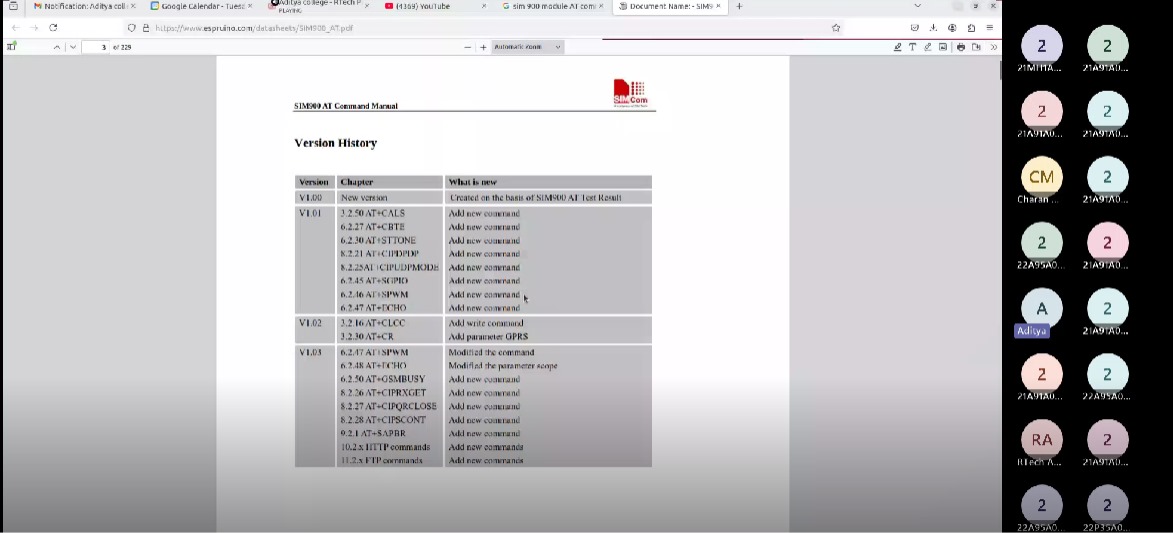 Notification: Aditya coll
Google Calendar - Tuesc
Aditya college - RTech P
PLAYING
(4369) YouTube
sim 900 module AT comi
Document Name: - SIM9
https://www.espruino.com/datasheets/SIM900_AT.pdf
3 of 229
Automatic Zoom
SIM900 AT Command Manual
SIM Com
Version History
Version Chapter What is new
V1.00 New version Created on the basis of SIM900 AT Test Result
V1.01 3.2.50 AT+CALS Add new command
6.2.27 AT+CBTE Add new command
6.2.30 AT+STTONE Add new command
8.2.21 AT+CIPDPDP Add new command
8.2.25AT+CIPUDPMODE Add new command
6.2.45 AT+SGPIO Add new command
6.2.46 AT+SPWM Add new command
6.2.47 AT+ECHO Add new command
V1.02 3.2.16 AT+CLCC Add write command
3.2.30 AT+CR Add parameter GPRS
V1.03 6.2.47 AT+SPWM Modified the command
6.2.48 AT+ECHO Modified the parameter scope
6.2.50 AT+GSMBUSY Add new command
8.2.26 AT+CIPRXGET Add new command
8.2.27 AT+CIPQRCLOSE Add new command
8.2.28 AT+CIPSCONT Add new command
9.2.1 AT+SAPBR Add new command
10.2.x HTTP commands Add new commands
11.2.x FTP commands Add new commands
2 2
21MH1A... 21A91A0...
2 2
21A91A0... 21A91A0...
CM 2
Charan ... 21A91A0...
2 2
22A95A0... 21A91A0...
A 2
Aditya 21A91A0...
2 2
21A91A0... 22A95A0...
RA 2
RTech A... 21A91A0...
2 2
22A95A0... 22P35A0...